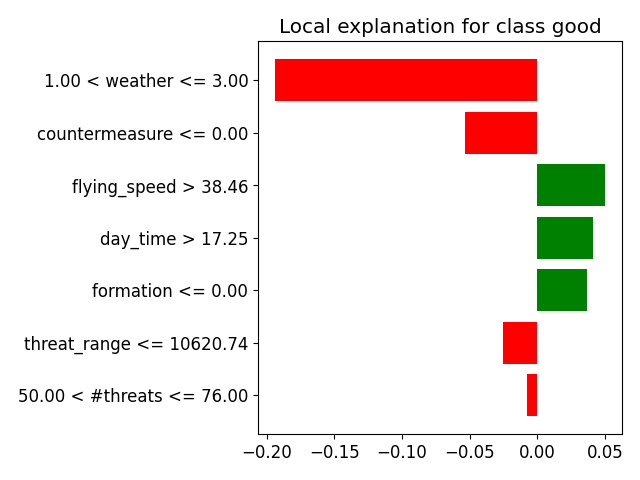 Local explanation for class good
1.00 < weather <= 3.00
countermeasure <= 0.00
flying_speed > 38.46
day_time > 17.25
formation <= 0.00
threat_range <= 10620.74
50.00 < #threats <= 76.00
−0.20 −0.15 −0.10 −0.05 0.00 0.05